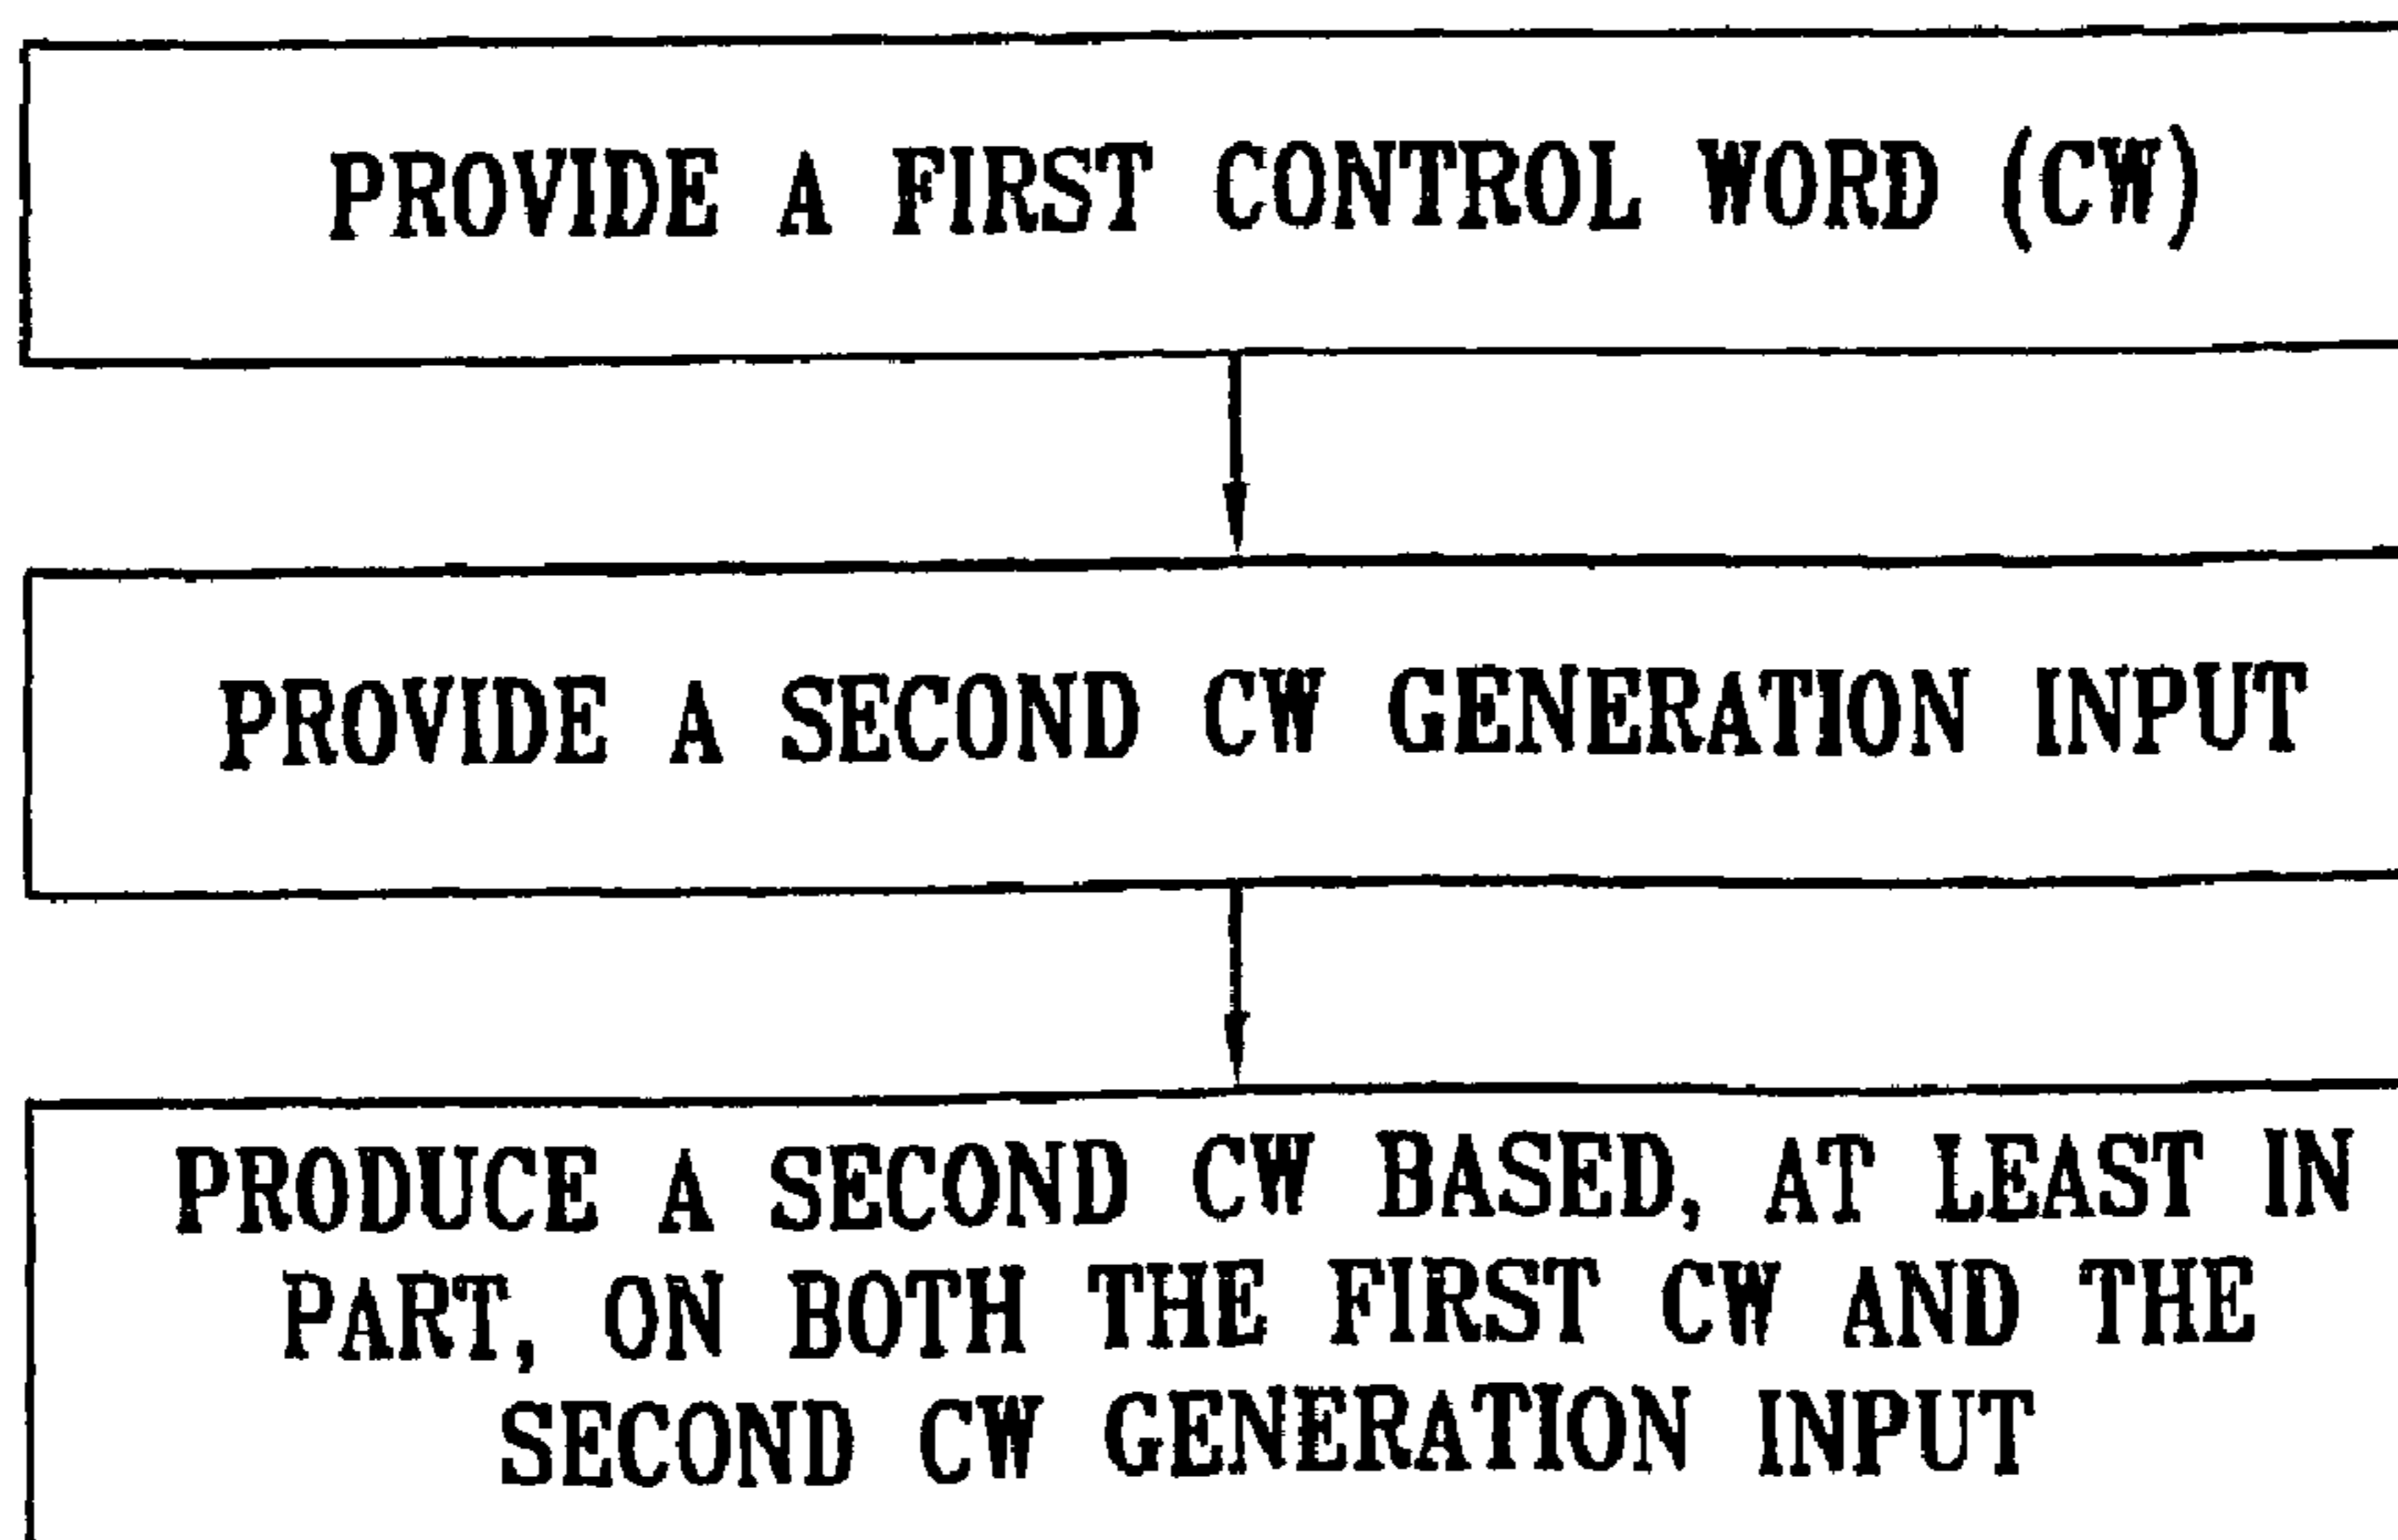 PROVIDE A FIRST CONTROL WORD (CW)
PROVIDE A SECOND CW GENERATION INPUT
PRODUCE A SECOND CW BASED, AT LEAST IN
PART, ON BOTH THE FIRST CW AND THE
SECOND CW GENERATION INPUT